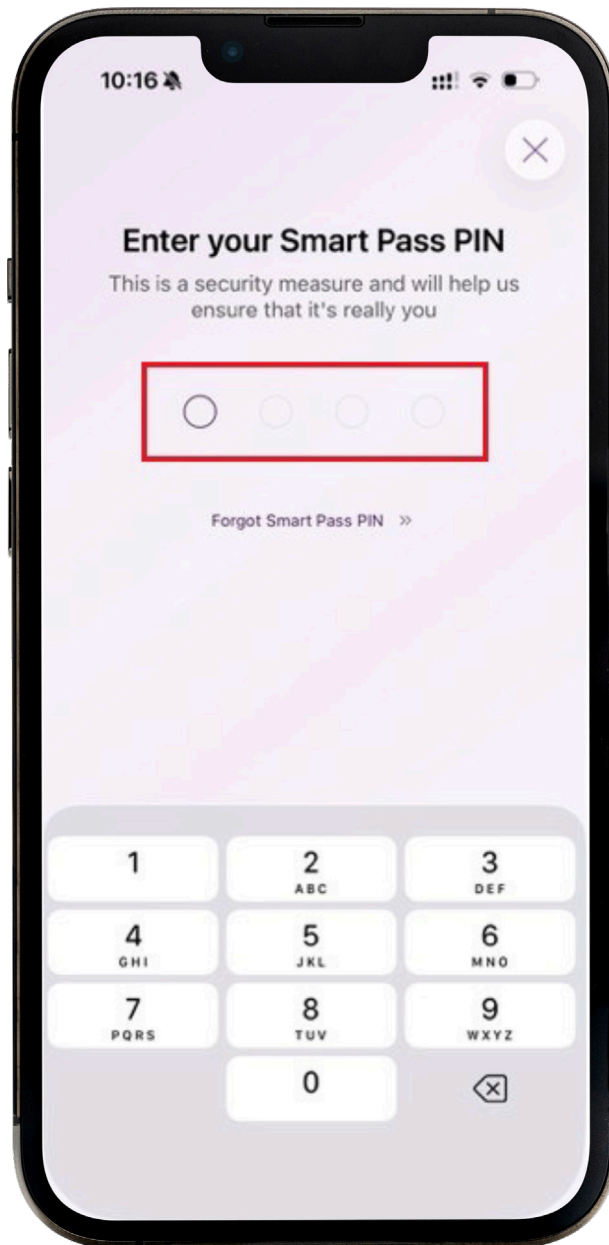 10:16
Enter your Smart Pass PIN
This is a security measure and will help us
ensure that it's really you
Forgot Smart Pass PIN »
1
2
ABC
3
DEF
4
GHI
5
JKL
6
MNO
7
PQRS
8
TUV
9
WXYZ
0